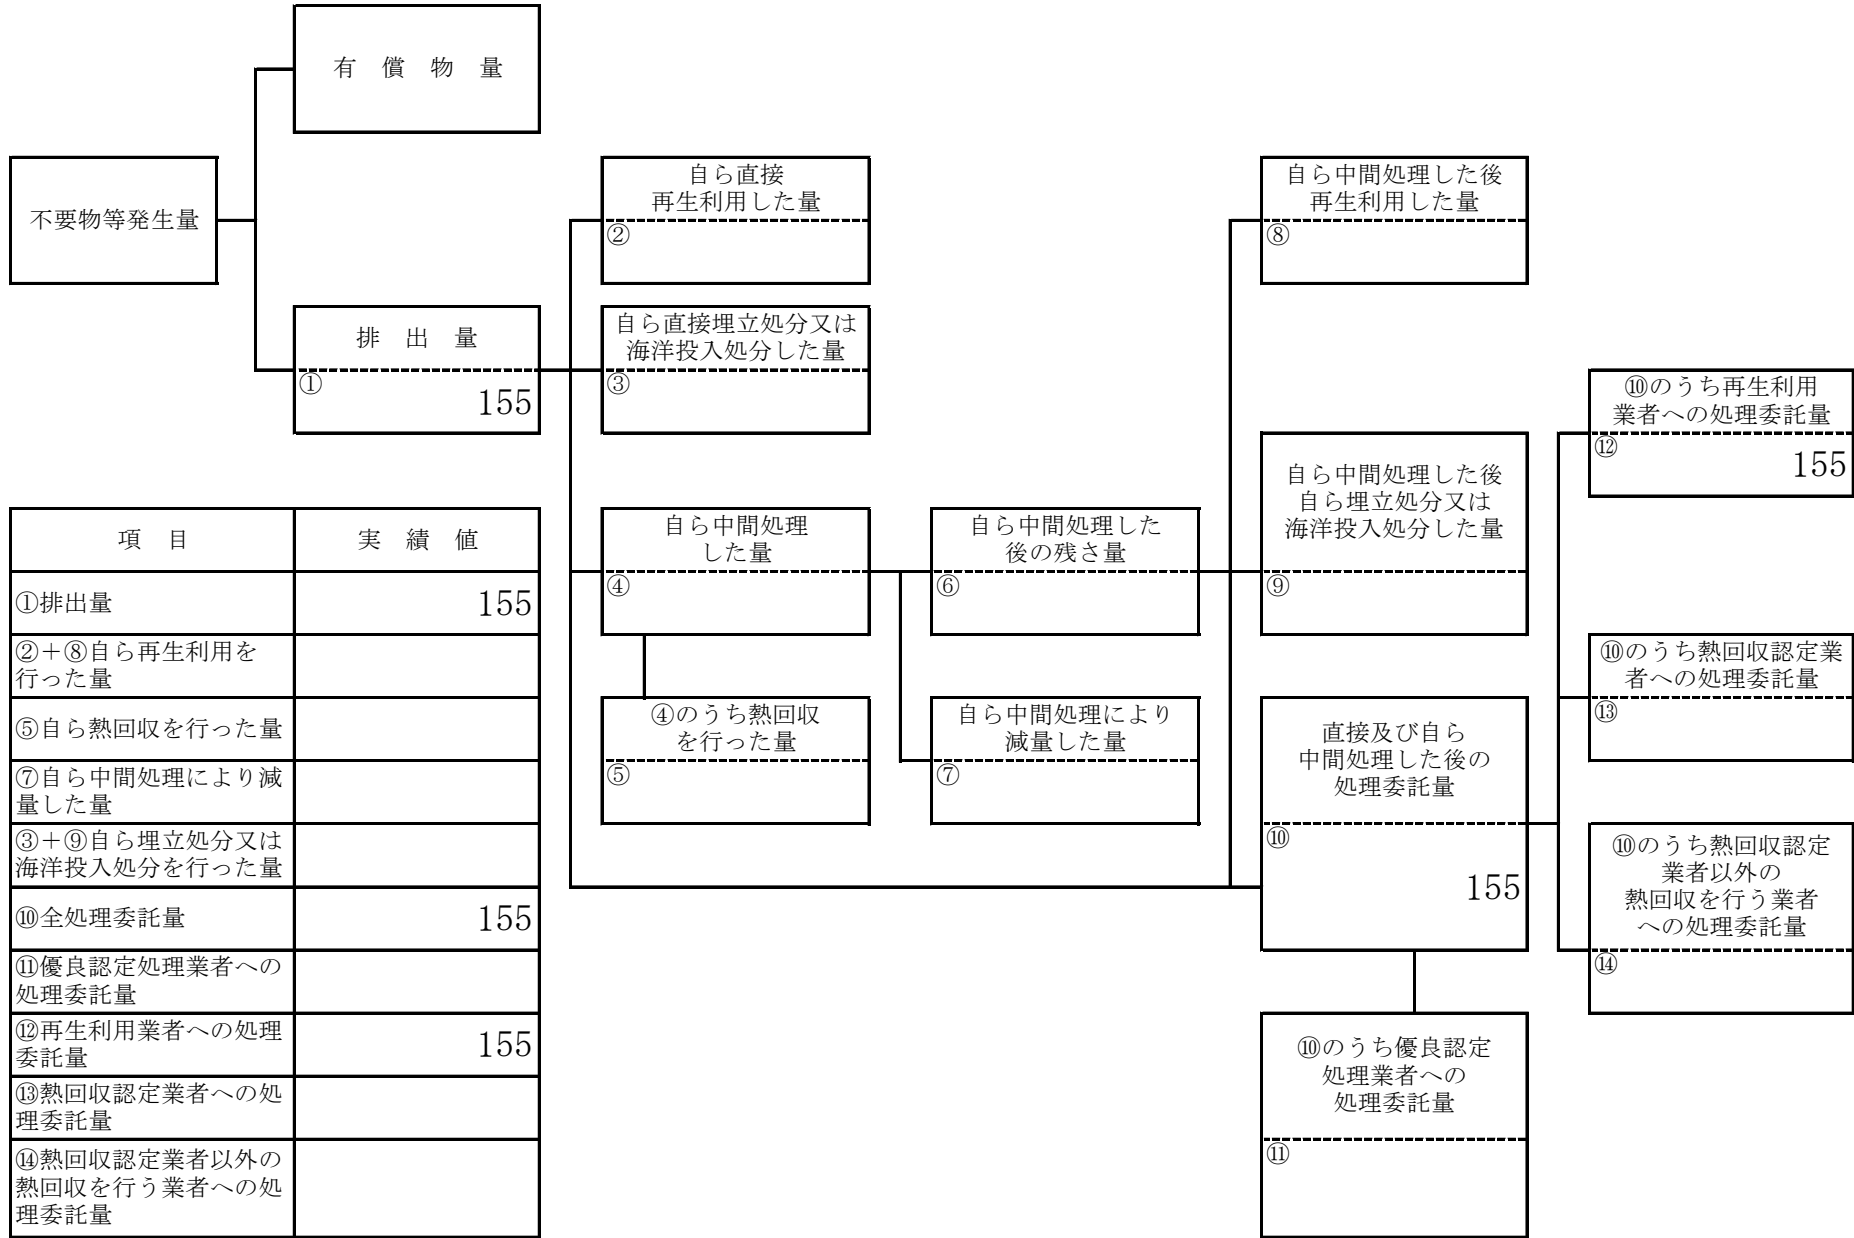 有　償　物　量
不要物等発生量
排　出　量
①
155
自ら直接
再生利用した量
②
自ら直接埋立処分又は
海洋投入処分した量
③
自ら中間処理
した量
④
④のうち熱回収
を行った量
⑤
自ら中間処理した
後の残さ量
⑥
自ら中間処理により
減量した量
⑦
自ら中間処理した後
再生利用した量
⑧
自ら中間処理した後
自ら埋立処分又は
海洋投入処分した量
⑨
直接及び自ら
中間処理した後の
処理委託量
⑩
155
⑩のうち優良認定
処理業者への
処理委託量
⑪
⑩のうち再生利用
業者への処理委託量
⑫
155
⑩のうち熱回収認定業
者への処理委託量
⑬
⑩のうち熱回収認定
業者以外の
熱回収を行う業者
への処理委託量
⑭
項　目
実　績　値
①排出量
155
②＋⑧自ら再生利用を
行った量
⑤自ら熱回収を行った量
⑦自ら中間処理により減
量した量
③＋⑨自ら埋立処分又は
海洋投入処分を行った量
⑩全処理委託量
155
⑪優良認定処理業者への
処理委託量
⑫再生利用業者への処理
委託量
155
⑬熱回収認定業者への処
理委託量
⑭熱回収認定業者以外の
熱回収を行う業者への処
理委託量